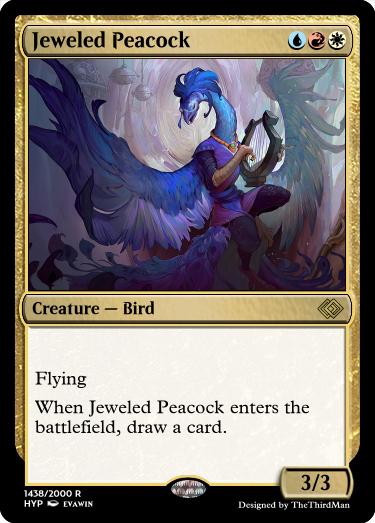 Jeweled Peacock
Creature — Bird
Flying
When Jeweled Peacock enters the
battlefield, draw a card.
3/3
1438/2000 R
HYP EVAWIN
Designed by TheThirdMan